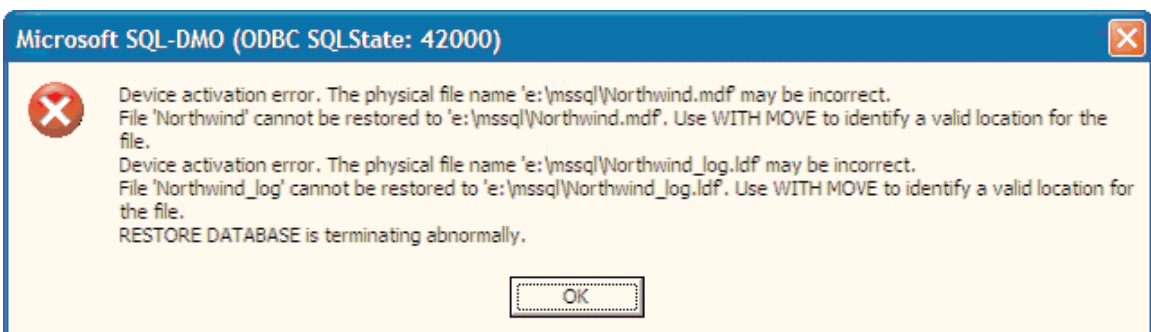 Microsoft SQL-DMO (ODBC SQLState: 42000)
Device activation error. The physical file name 'e:\mssql\Northwind.mdf' may be incorrect.
File 'Northwind' cannot be restored to 'e:\mssql\Northwind.mdf'. Use WITH MOVE to identify a valid location for the
file.
Device activation error. The physical file name 'e:\mssql\Northwind_log.ldf' may be incorrect.
File 'Northwind_log' cannot be restored to 'e:\mssql\Northwind_log.ldf'. Use WITH MOVE to identify a valid location for
the file.
RESTORE DATABASE is terminating abnormally.
OK